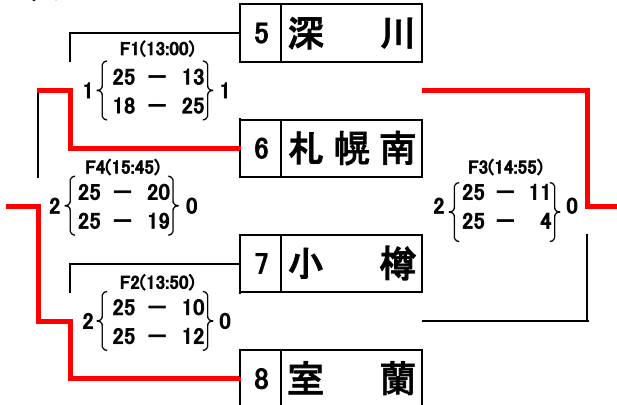 5 深 川
F1(13:00)
1 25 － 13 1
18 － 25
6 札 幌 南
F4(15:45)
2 25 － 20 0
25 － 19
F3(14:55)
2 25 － 11 0
25 － 4
7 小 樽
F2(13:50)
2 25 － 10 0
25 － 12
8 室 蘭